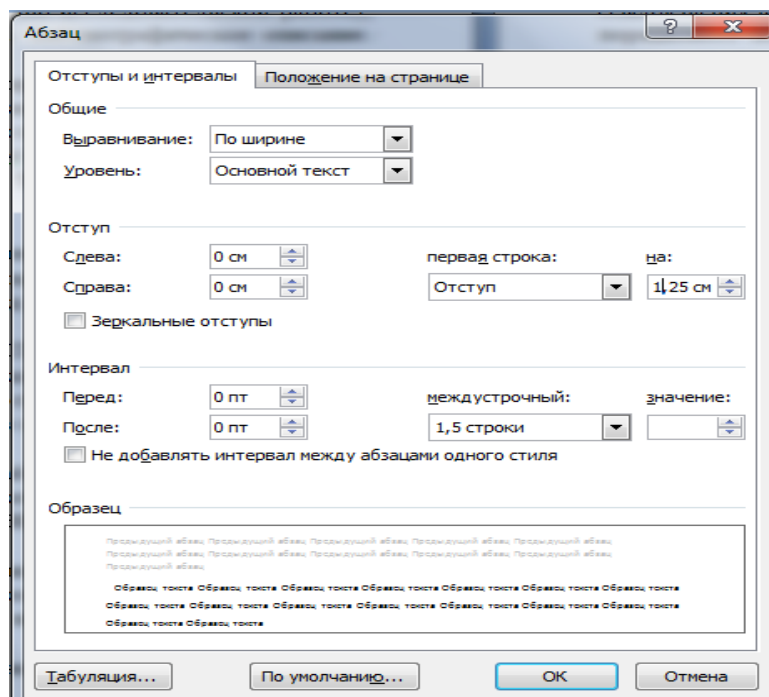 Абзац
Отступы и интервалы Положение на странице
Общие
Выравнивание: По ширине
Уровень: Основной текст
Отступ
Слева: 0 см первая строка: на:
Справа: 0 см Отступ 1,25 см
Зеркальные отступы
Интервал
Перед: 0 пт междустрочный: значение:
После: 0 пт 1,5 строки
Не добавлять интервал между абзацами одного стиля
Образец
Предыдущий абзац Предыдущий абзац Предыдущий абзац Предыдущий абзац Предыдущий абзац
Предыдущий абзац Предыдущий абзац Предыдущий абзац Предыдущий абзац Предыдущий абзац
Предыдущий абзац
Образец текста Образец текста Образец текста Образец текста Образец текста Образец текста Образец текста
Образец текста Образец текста Образец текста Образец текста Образец текста Образец текста Образец текста
Образец текста Образец текста
Табуляция... По умолчанию... ОК Отмена